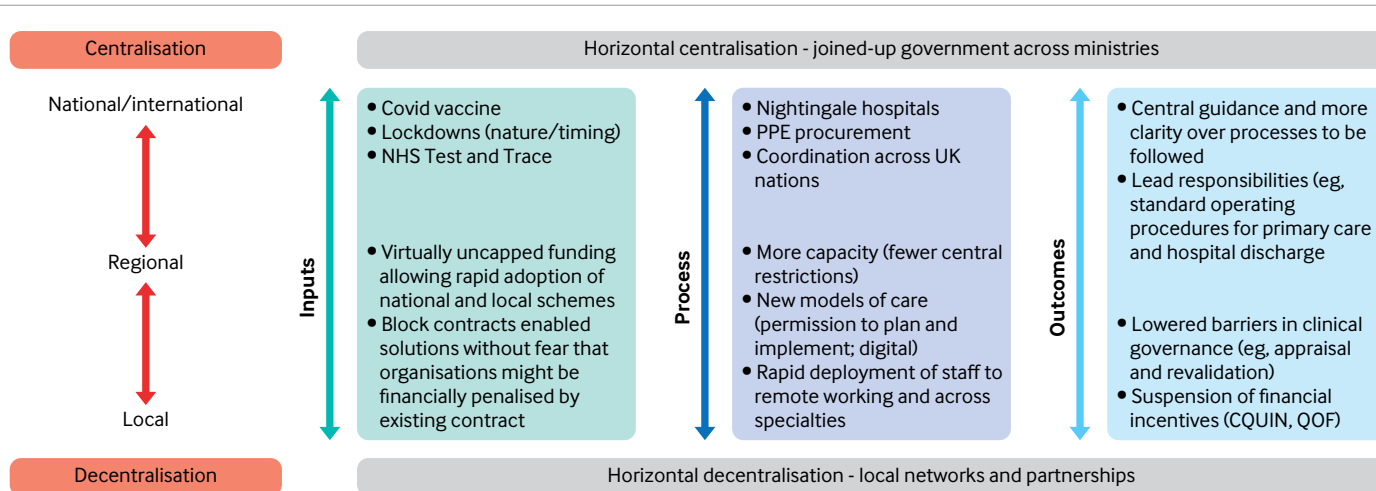 Centralisation
Horizontal centralisation - joined-up government across ministries
National/international
Regional
Local
Inputs
• Covid vaccine
• Lockdowns (nature/timing)
• NHS Test and Trace
• Virtually uncapped funding
allowing rapid adoption of
national and local schemes
• Block contracts enabled
solutions without fear that
organisations might be
financially penalised by
existing contract
Process
• Nightingale hospitals
• PPE procurement
• Coordination across UK
nations
• More capacity (fewer central
restrictions)
• New models of care
(permission to plan and
implement; digital)
• Rapid deployment of staff to
remote working and across
specialties
Outcomes
• Central guidance and more
clarity over processes to be
followed
• Lead responsibilities (eg,
standard operating
procedures for primary care
and hospital discharge
• Lowered barriers in clinical
governance (eg, appraisal
and revalidation)
• Suspension of financial
incentives (CQUIN, QOF)
Decentralisation
Horizontal decentralisation - local networks and partnerships